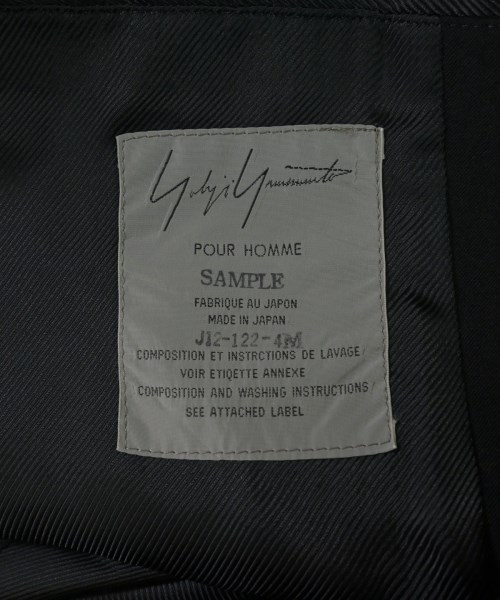 Yohji Yamamoto
POUR HOMME
SAMPLE
FABRIQUE AU JAPON
MADE IN JAPAN
J12-122-4M
COMPOSITION ET INSTRCTIONS DE LAVAGE
VOIR ETIQETTE ANNEXE
COMPOSITION AND WASHING INSTRUCTIONS
SEE ATTACHED LABEL